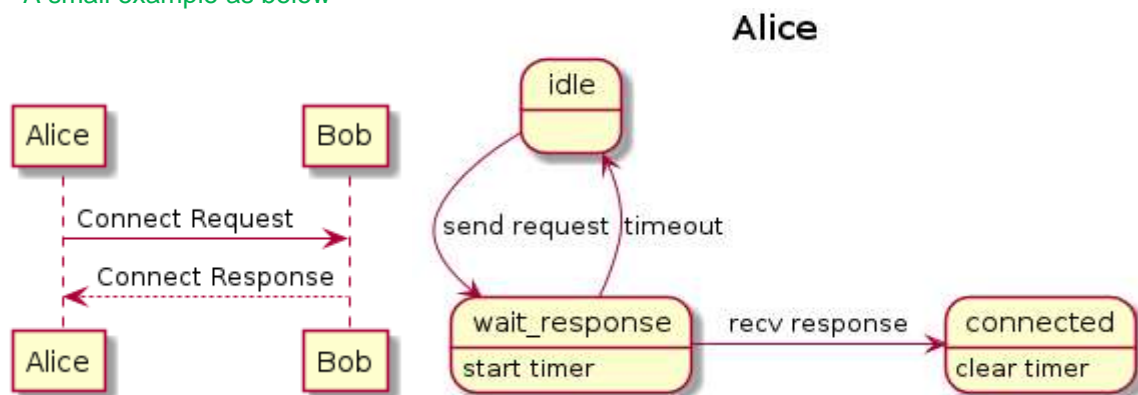 A small example as below
Alice
Alice
Bob
Connect Request
Connect Response
Alice
Bob
idle
send request
timeout
wait_response
start timer
recv response
connected
clear timer